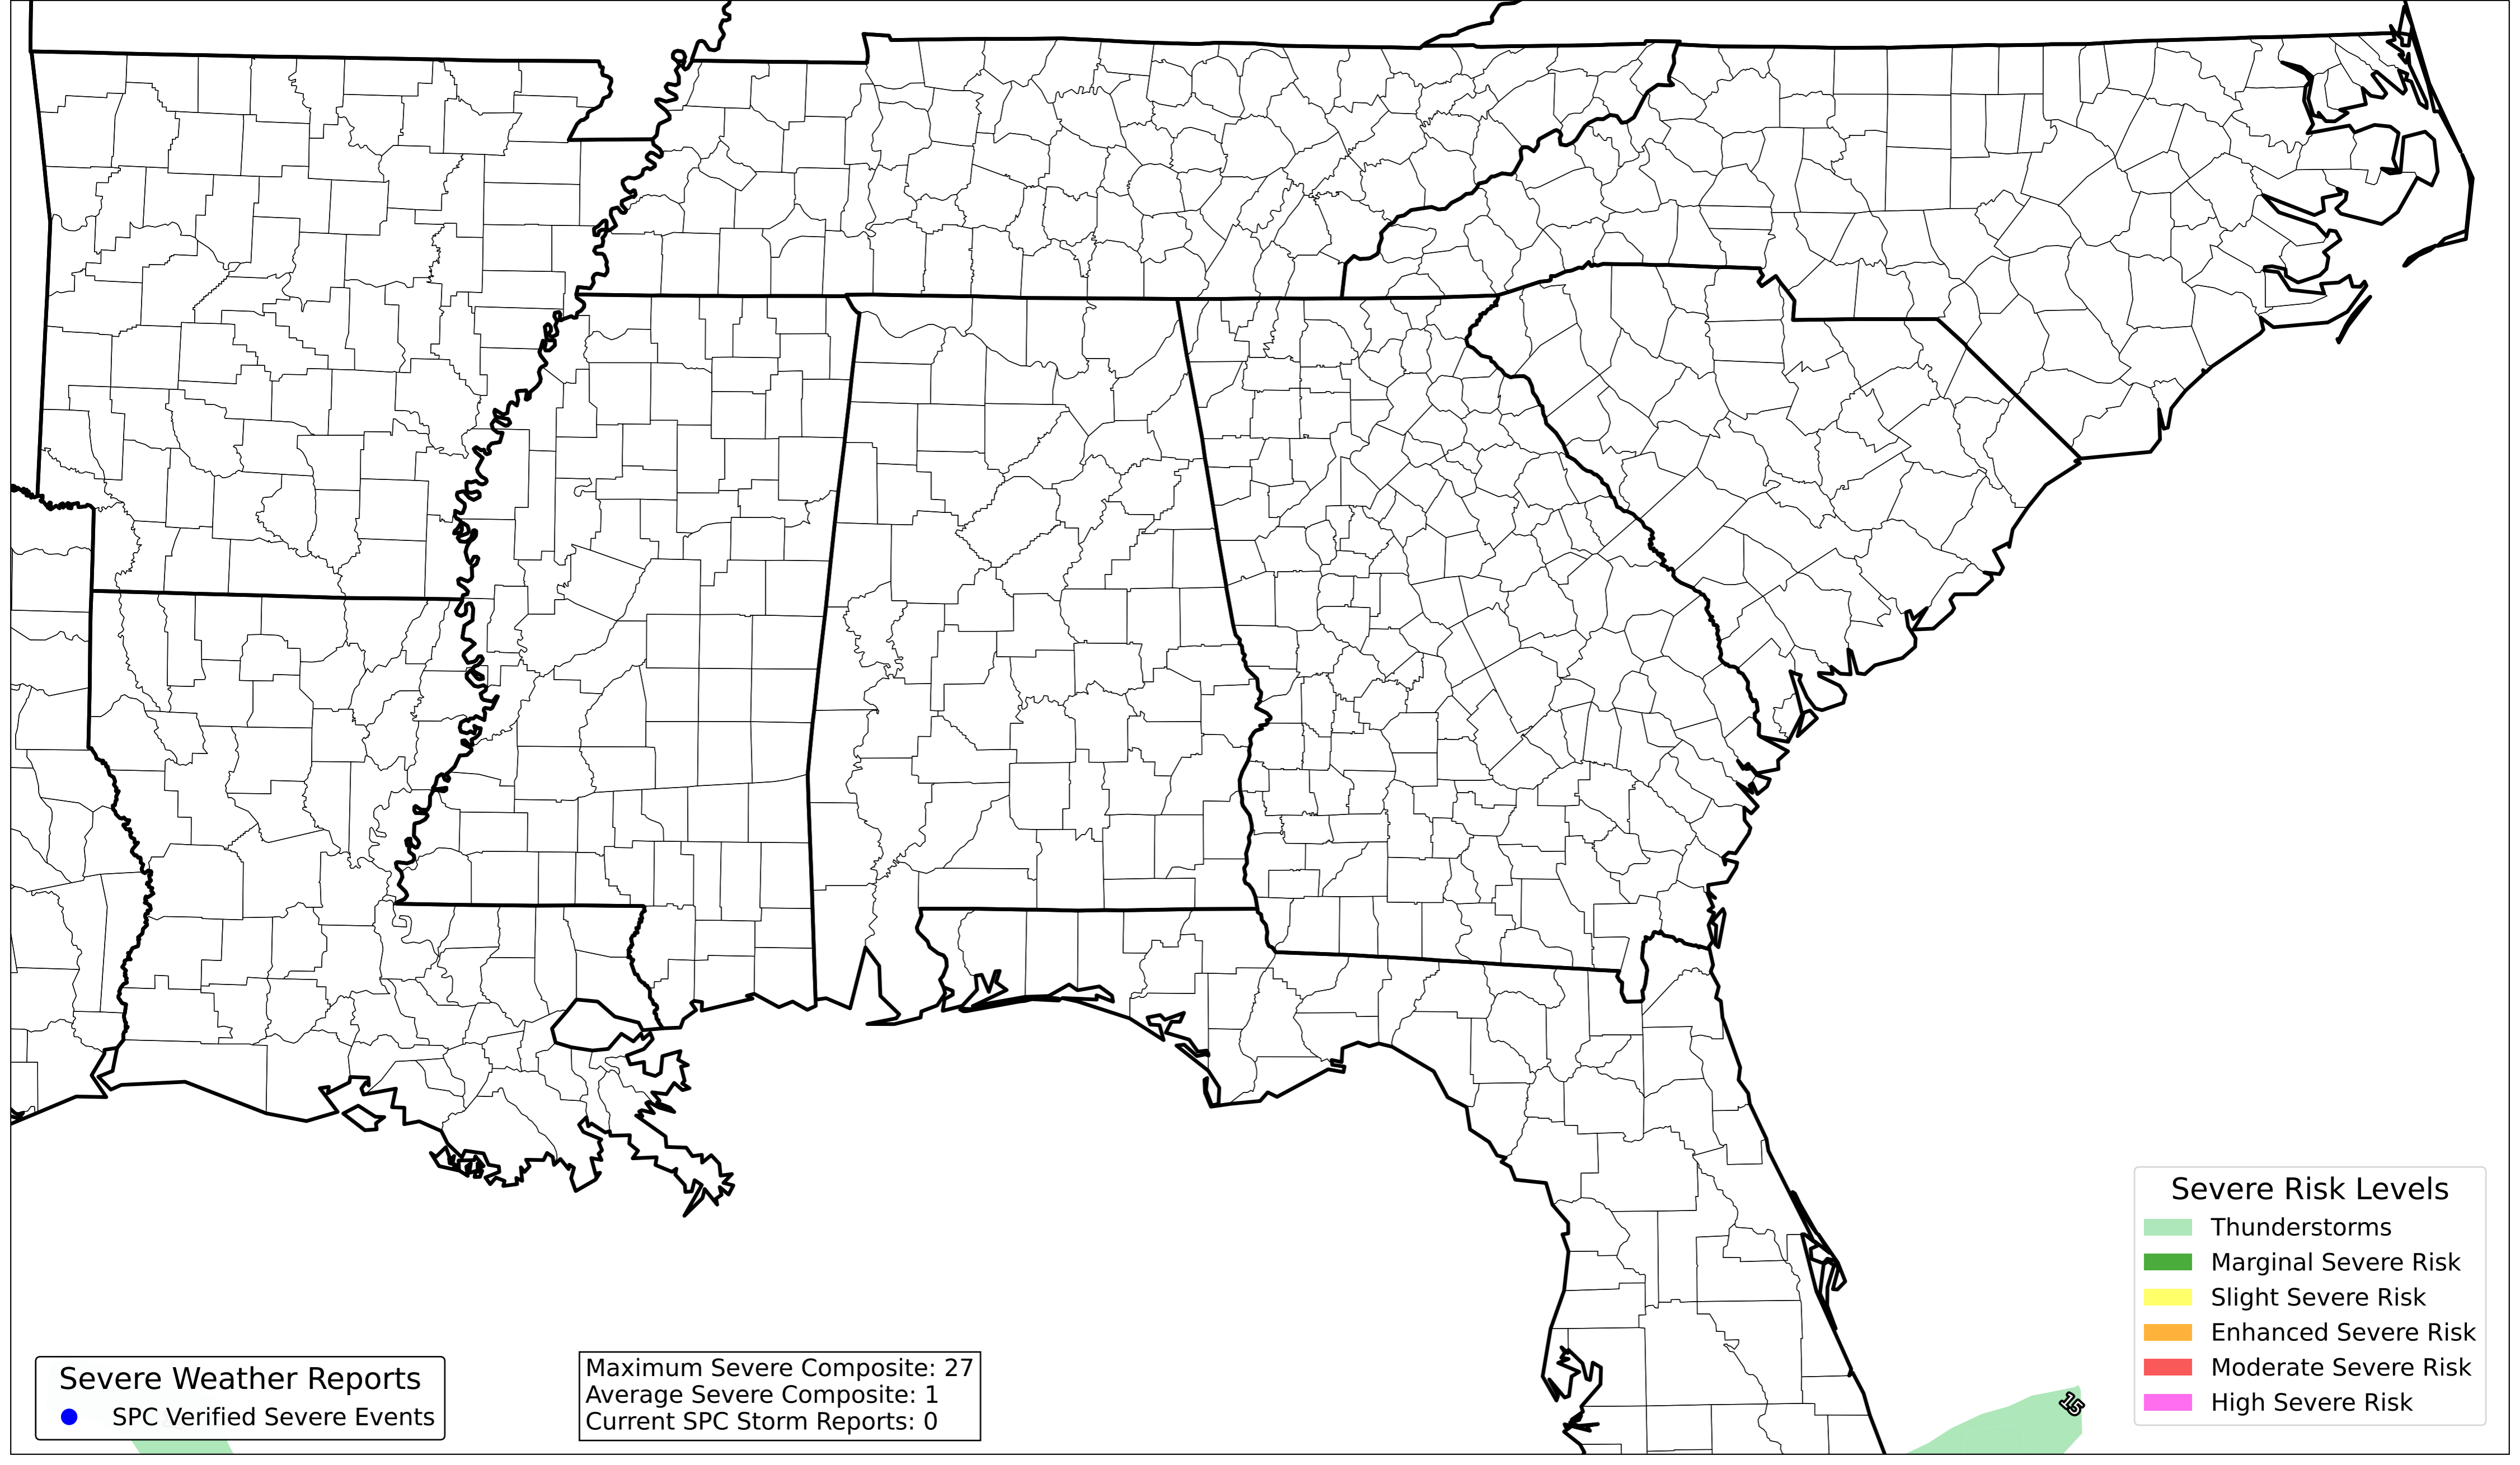 Severe Weather Reports
SPC Verified Severe Events
Maximum Severe Composite: 27
Average Severe Composite: 1
Current SPC Storm Reports: 0
15
Severe Risk Levels
Thunderstorms
Marginal Severe Risk
Slight Severe Risk
Enhanced Severe Risk
Moderate Severe Risk
High Severe Risk